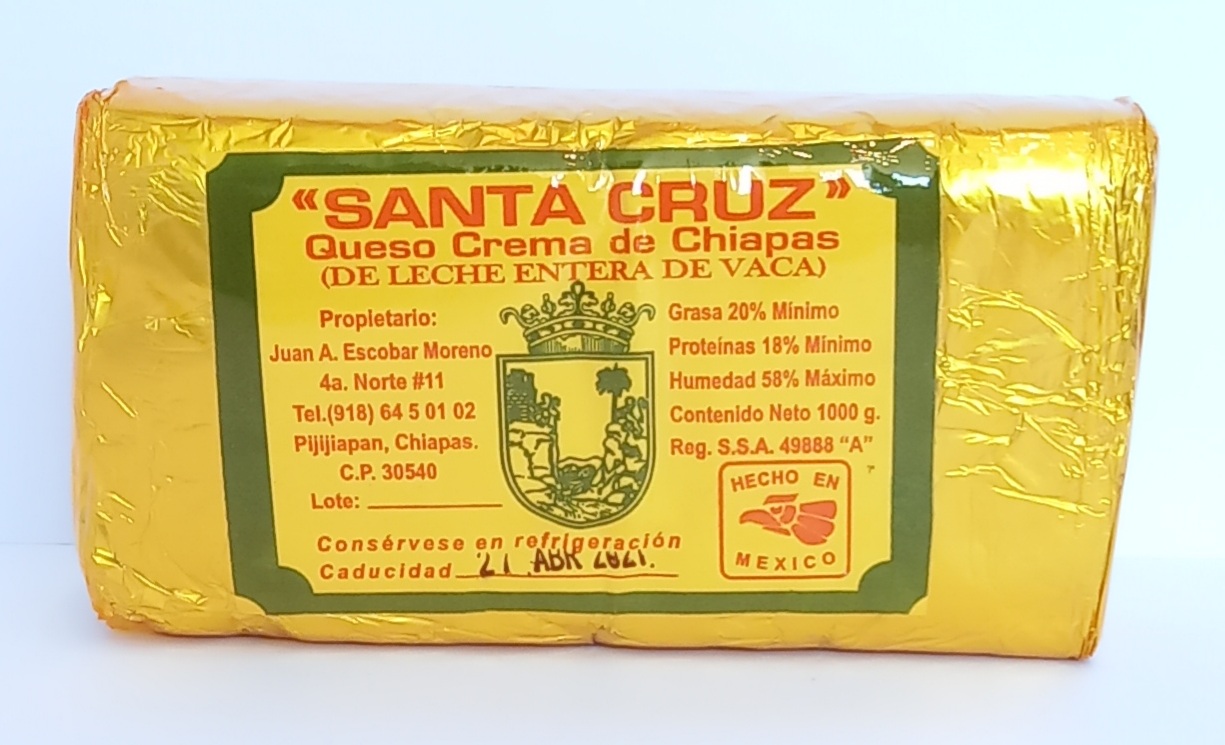 “SANTA CRUZ”
Queso Crema de Chiapas
(DE LECHE ENTERA DE VACA)
Propietario:
Juan A. Escobar Moreno
4a. Norte #11
Tel.(918) 64 5 01 02
Pijijiapan, Chiapas.
C.P. 30540
Lote:
Grasa 20% Mínimo
Proteínas 18% Mínimo
Humedad 58% Máximo
Contenido Neto 1000 g.
Reg. S.S.A. 49888 “A”
HECHO EN
MEXICO
Consérvese en refrigeración
Caducidad ABR 2021.